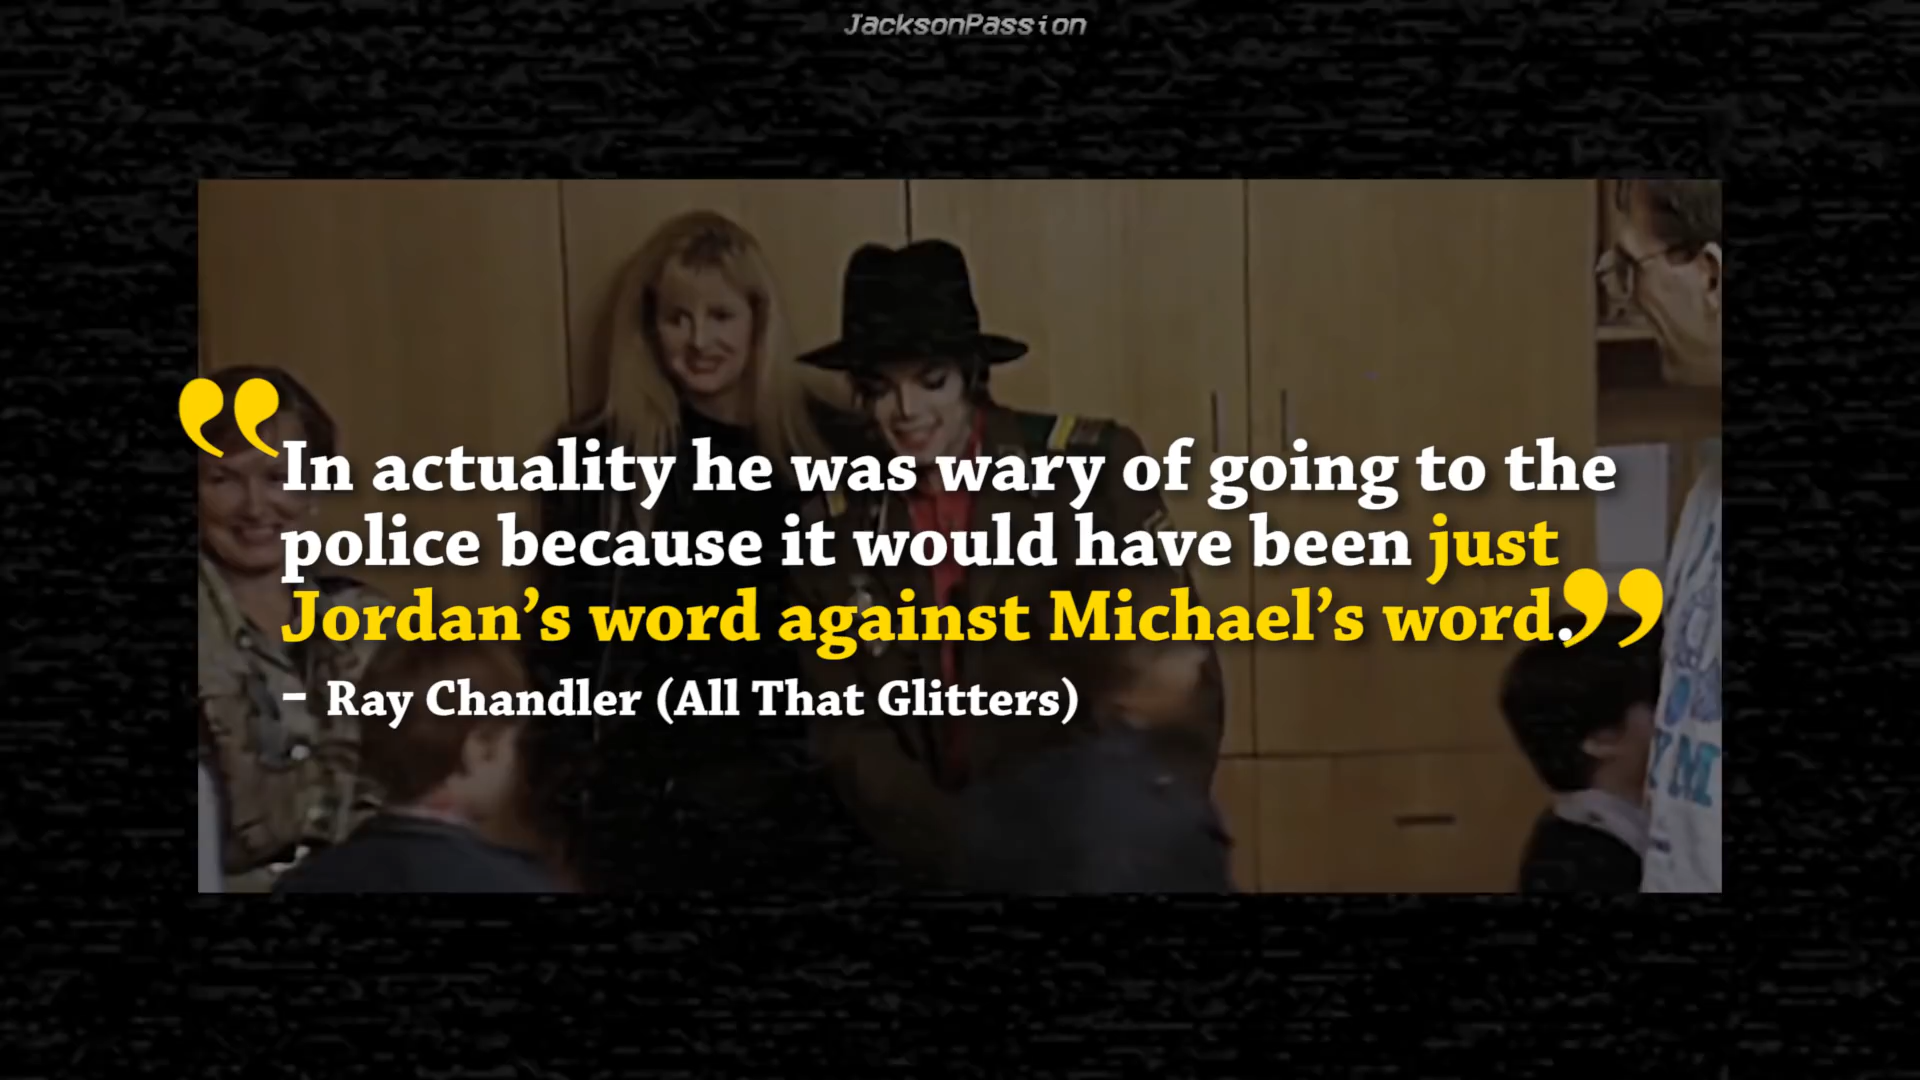 JacksonPassion
“In actuality he was wary of going to the
police because it would have been just
Jordan’s word against Michael’s word.”
– Ray Chandler (All That Glitters)
YM